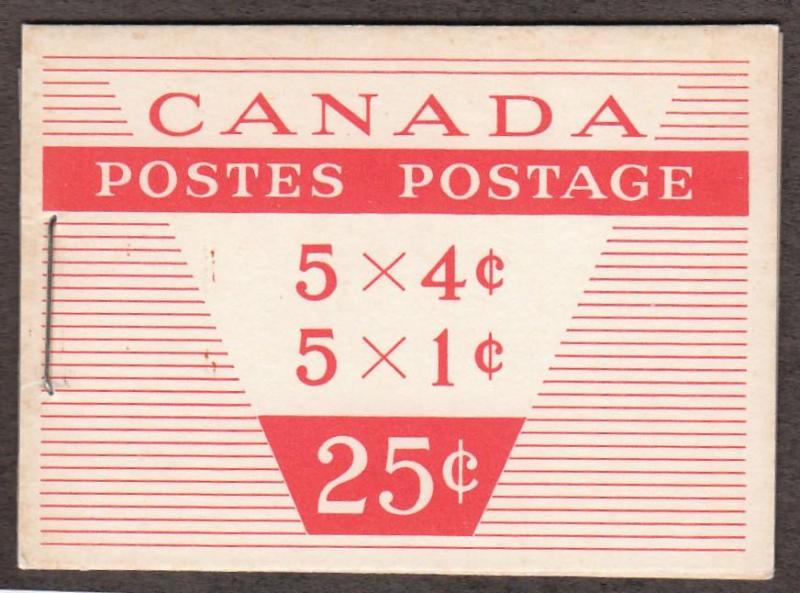 CANADA
POSTES POSTAGE
5 × 4¢
5 × 1¢
25¢